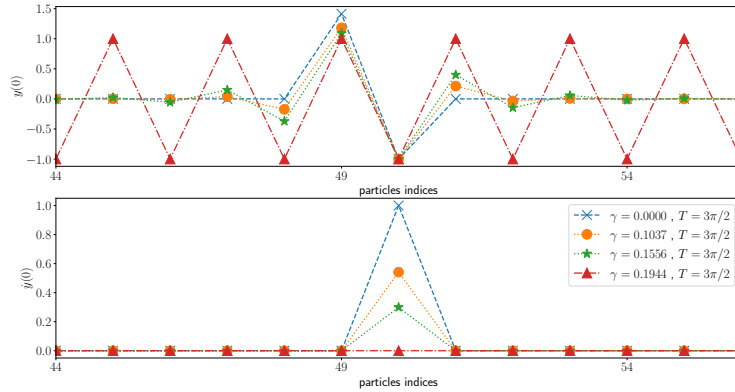 1.5
1.0
0.5
0.0
−0.5
−1.0
y(0)
44
49
54
particles indices
1.0
0.8
0.6
0.4
0.2
0.0
ẏ(0)
γ = 0.0000 , T = 3π/2
γ = 0.1037 , T = 3π/2
γ = 0.1556 , T = 3π/2
γ = 0.1944 , T = 3π/2
44
49
54
particles indices